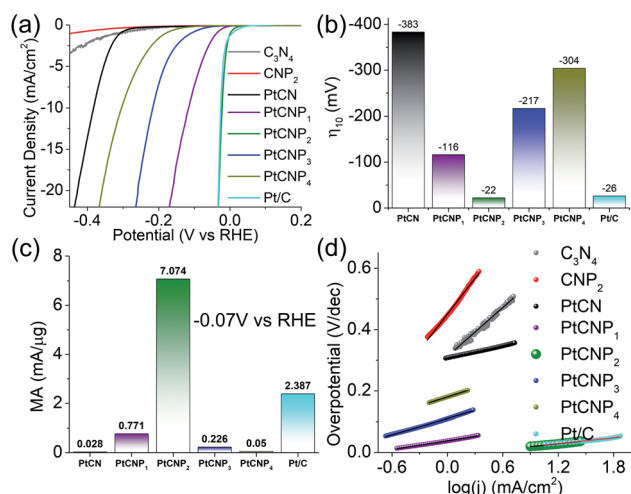 (a)
Current Density (mA/cm²)
0
-5
-10
-15
-20
-0.4
-0.2
0.0
0.2
Potential (V vs RHE)
C₃N₄
CNP₂
PtCN
PtCNP₁
PtCNP₂
PtCNP₃
PtCNP₄
Pt/C
(b)
η₁₀ (mV)
-400
-300
-200
-100
0
-383
-116
-22
-217
-304
-26
PtCN
PtCNP₁
PtCNP₂
PtCNP₃
PtCNP₄
Pt/C
(c)
MA (mA/μg)
8
6
4
2
0
0.028
0.771
7.074
0.226
0.05
2.387
-0.07V vs RHE
PtCN
PtCNP₁
PtCNP₂
PtCNP₃
PtCNP₄
Pt/C
(d)
Overpotential (V/dec)
0.6
0.4
0.2
0.0
-0.6
0.0
0.6
1.2
1.8
log(j) (mA/cm²)
C₃N₄
CNP₂
PtCN
PtCNP₁
PtCNP₂
PtCNP₃
PtCNP₄
Pt/C